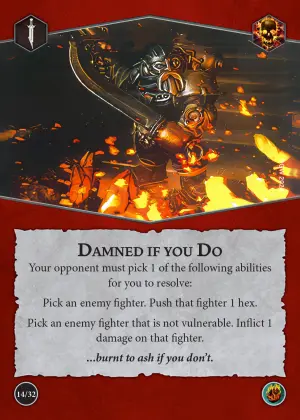 DAMNED IF YOU DO
Your opponent must pick 1 of the following abilities
for you to resolve:
Pick an enemy fighter. Push that fighter 1 hex.
Pick an enemy fighter that is not vulnerable. Inflict 1
damage on that fighter.
...burnt to ash if you don't.
14/32